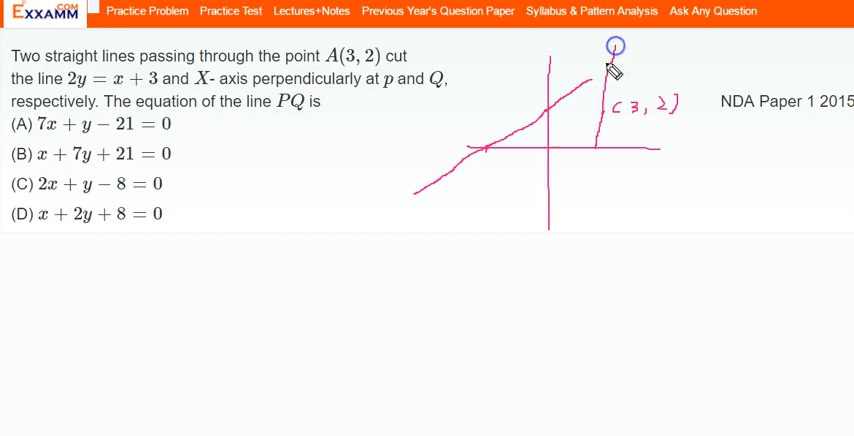 EXXAMM .COM
Practice Problem Practice Test Lectures+Notes Previous Year's Question Paper Syllabus & Pattern Analysis Ask Any Question
Two straight lines passing through the point A(3, 2) cut
the line 2y = x + 3 and X- axis perpendicularly at p and Q,
respectively. The equation of the line PQ is
(A) 7x + y − 21 = 0
(B) x + 7y + 21 = 0
(C) 2x + y − 8 = 0
(D) x + 2y + 8 = 0
(3, 2)
NDA Paper 1 2015